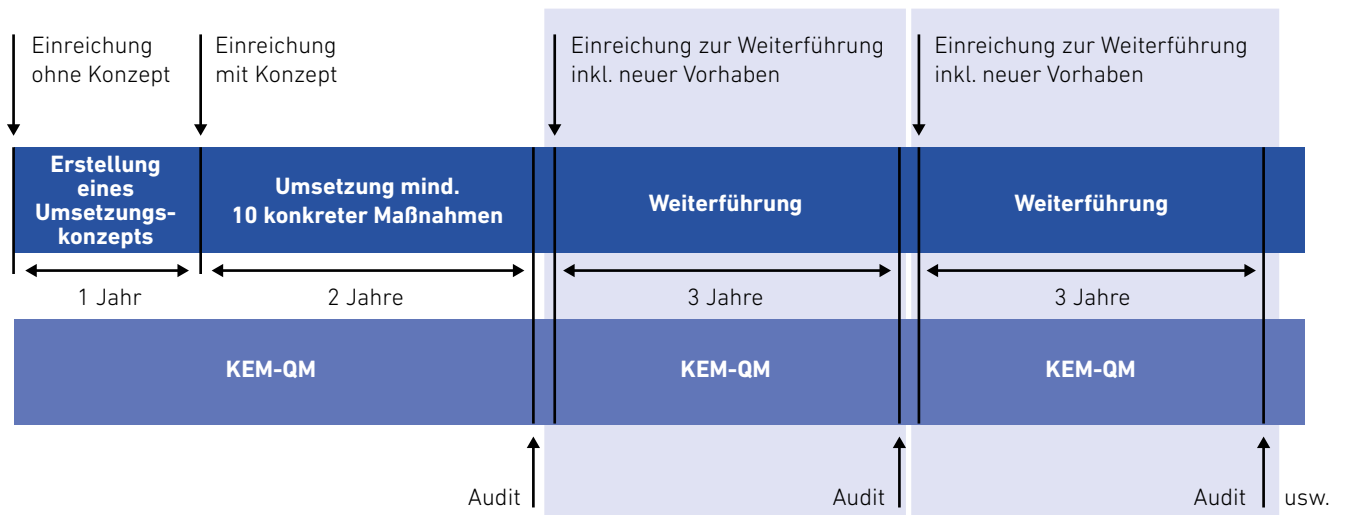 Einreichung
ohne Konzept
Einreichung
mit Konzept
Einreichung zur Weiterführung
inkl. neuer Vorhaben
Einreichung zur Weiterführung
inkl. neuer Vorhaben
Erstellung
eines
Umsetzungs-
konzepts
Umsetzung mind.
10 konkreter Maßnahmen
Weiterführung
Weiterführung
1 Jahr
2 Jahre
3 Jahre
3 Jahre
KEM-QM
KEM-QM
KEM-QM
Audit
Audit
Audit
usw.